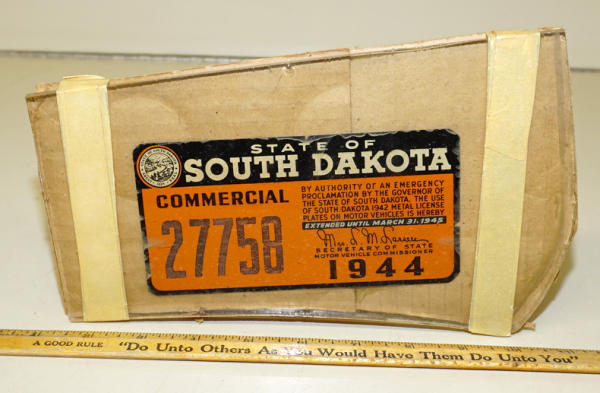 STATE OF
SOUTH DAKOTA
COMMERCIAL
27758
BY AUTHORITY OF AN EMERGENCY
PROCLAMATION BY THE GOVERNOR OF
THE STATE OF SOUTH DAKOTA, THE USE
OF SOUTH DAKOTA 1942 METAL LICENSE
PLATES ON MOTOR VEHICLES IS HEREBY
EXTENDED UNTIL MARCH 31, 1945
Mrs. L. M. Larsen
SECRETARY OF STATE
MOTOR VEHICLE COMMISSIONER
1944
A GOOD RULE "Do Unto Others As You Would Have Them Do Unto You"